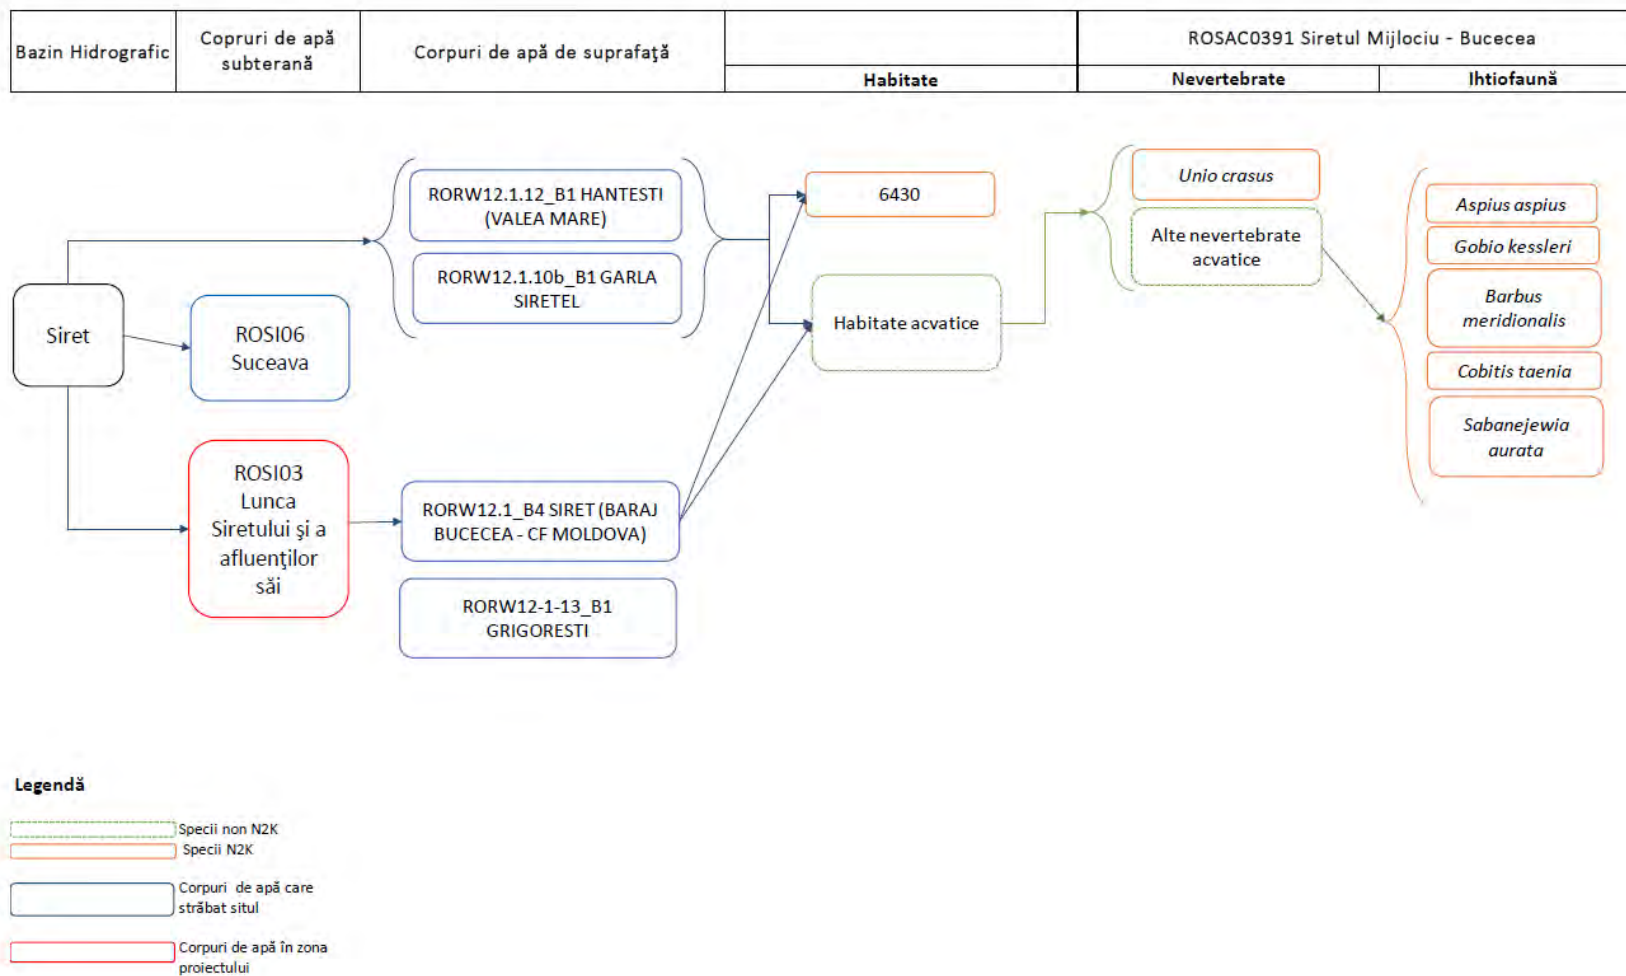 Bazin Hidrografic
Copruri de apă
subterană
Corpuri de apă de suprafață
Habitate
ROSAC0391 Siretul Mijlociu - Bucecea
Nevertebrate
Ihtiofaună
Siret
ROSI06
Suceava
ROSI03
Lunca
Siretului și a
afluenților
săi
RORW12.1.12_B1 HANTESTI
(VALEA MARE)
RORW12.1.10b_B1 GARLA
SIRETEL
RORW12.1_B4 SIRET (BARAJ
BUCECEA - CF MOLDOVA)
RORW12-1-13_B1
GRIGORESTI
6430
Habitate acvatice
Unio crasus
Alte nevertebrate
acvatice
Aspius aspius
Gobio kessleri
Barbus
meridionalis
Cobitis taenia
Sabanejewia
aurata
Legendă
Specii non N2K
Specii N2K
Corpuri de apă care
străbat situl
Corpuri de apă în zona
proiectului